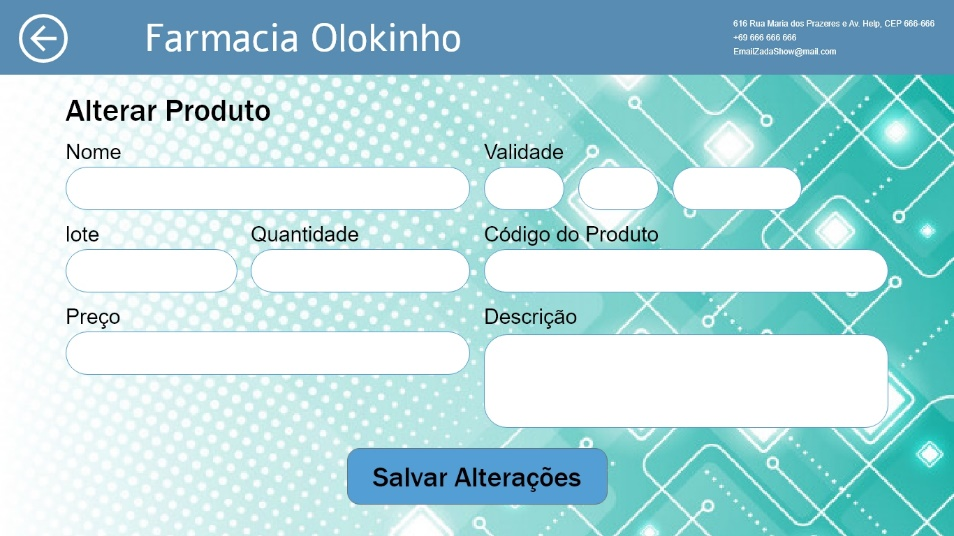 Farmacia Olokinho
616 Rua Maria dos Prazeres e Av. Help, CEP 666-666
+69 666 666 666
EmailZadaShow@mail.com
Alterar Produto
Nome
Validade
lote
Quantidade
Código do Produto
Preço
Descrição
Salvar Alterações